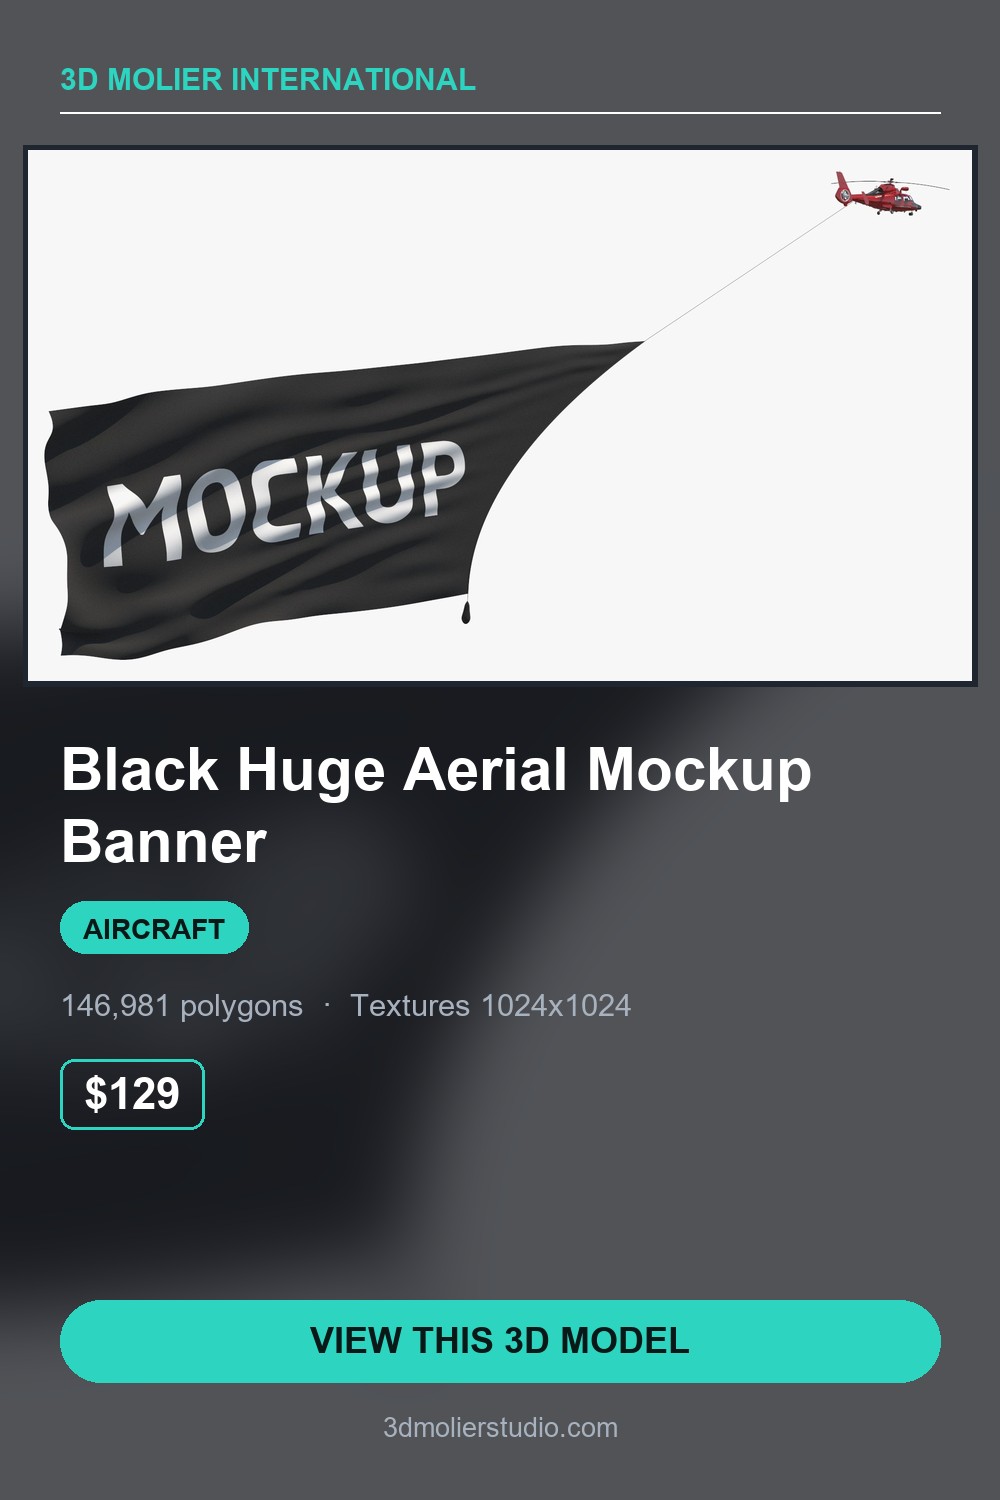 3D MOLIER INTERNATIONAL
MOCKUP
Black Huge Aerial Mockup
Banner
AIRCRAFT
146,981 polygons · Textures 1024x1024
$129
VIEW THIS 3D MODEL
3dmolierstudio.com